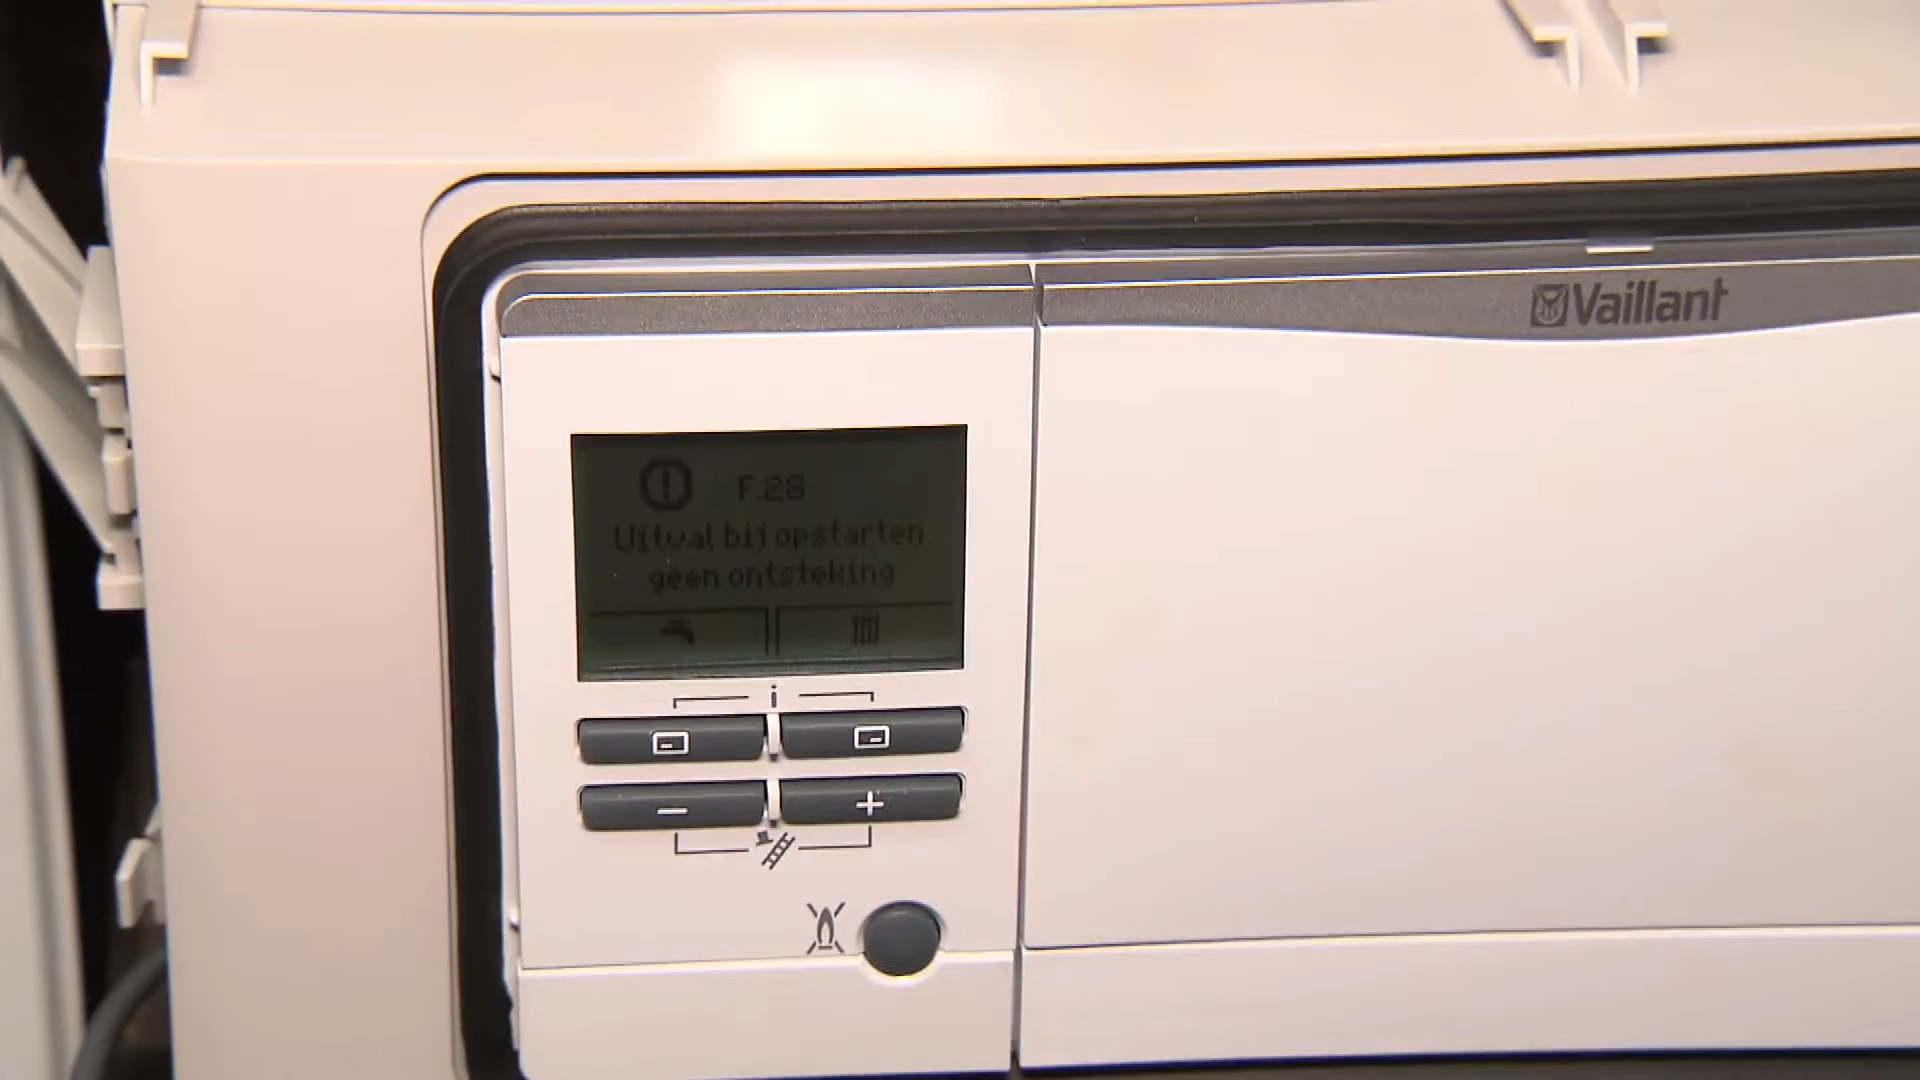 Vaillant
F.28
Uitval bij opstarten
geen ontsteking
i
- +